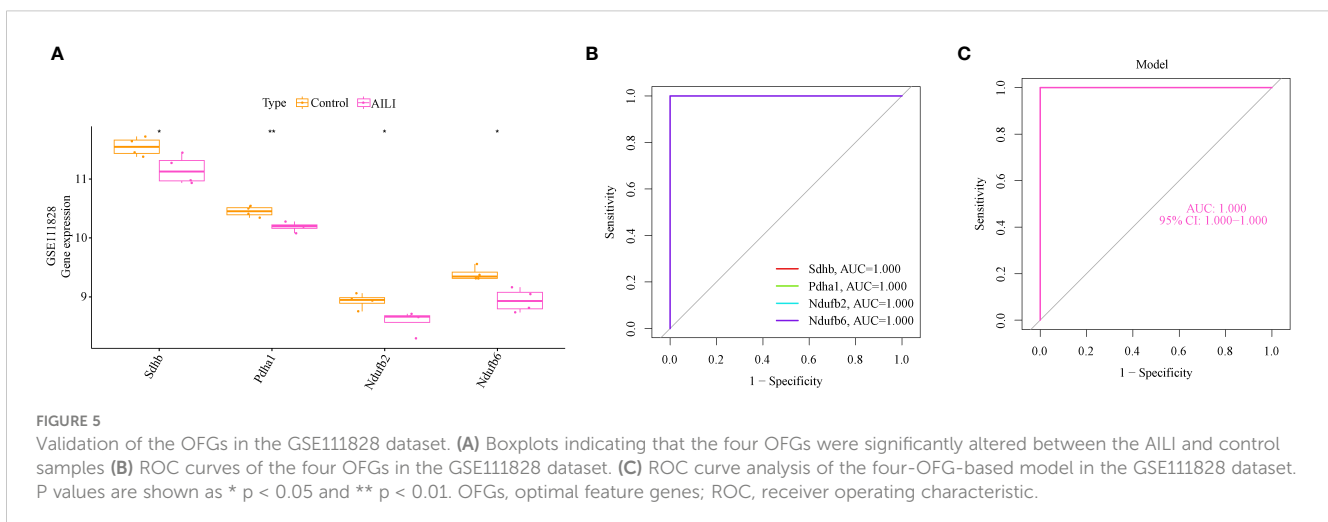 A
Type Control AILI
* ** * *
GSE111828
Gene expression
11
10
9
Sdhb
Pdha1
Ndufb2
Ndufb6
B
Sensitivity
1.0
0.8
0.6
0.4
0.2
0.0
Sdhb, AUC=1.000
Pdha1, AUC=1.000
Ndufb2, AUC=1.000
Ndufb6, AUC=1.000
0.0 0.2 0.4 0.6 0.8 1.0
1 − Specificity
C
Model
Sensitivity
1.0
0.8
0.6
0.4
0.2
0.0
AUC: 1.000
95% CI: 1.000−1.000
0.0 0.2 0.4 0.6 0.8 1.0
1 − Specificity
FIGURE 5
Validation of the OFGs in the GSE111828 dataset. (A) Boxplots indicating that the four OFGs were significantly altered between the AILI and control
samples (B) ROC curves of the four OFGs in the GSE111828 dataset. (C) ROC curve analysis of the four-OFG-based model in the GSE111828 dataset.
P values are shown as * p < 0.05 and ** p < 0.01. OFGs, optimal feature genes; ROC, receiver operating characteristic.